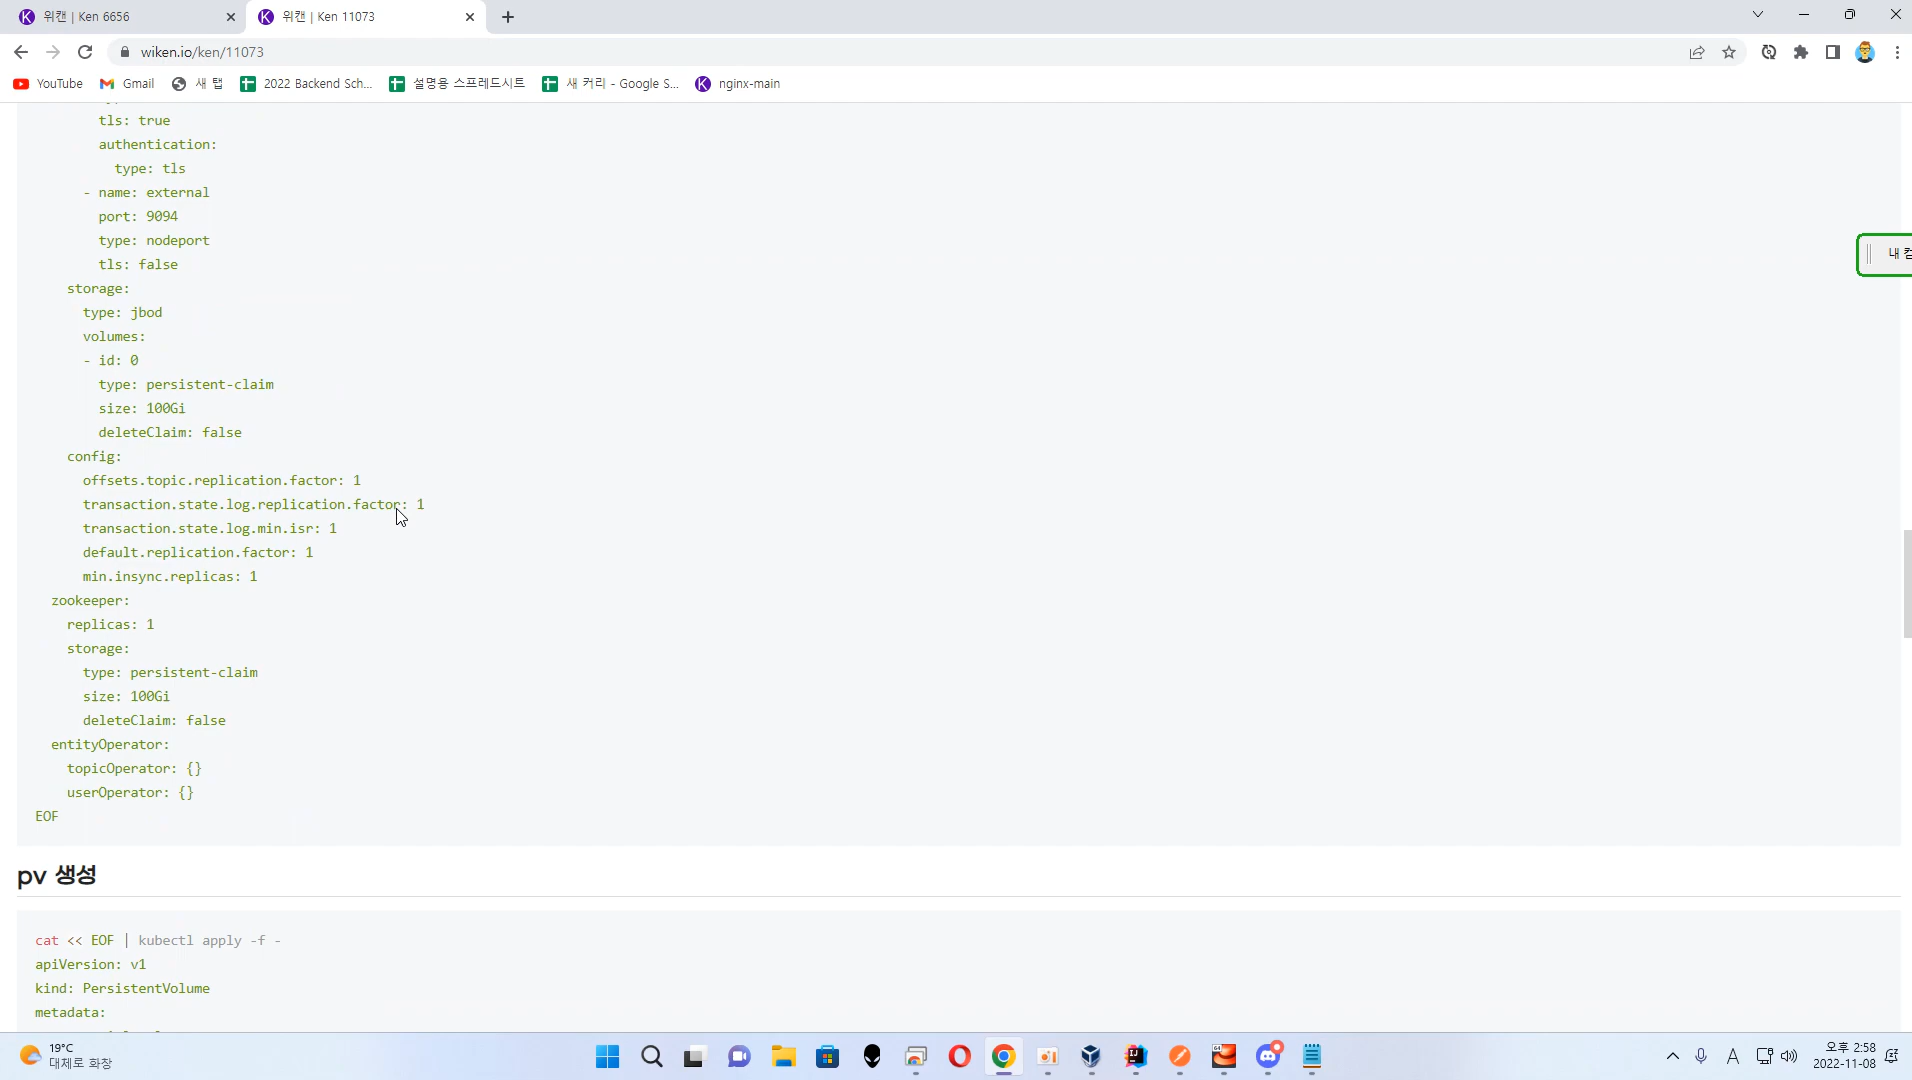 위캔 | Ken 6656
위캔 | Ken 11073
wiken.io/ken/11073
YouTube
Gmail
새 탭
2022 Backend Sch...
설명용 스프레드시트
새 커리 - Google S...
nginx-main
tls: true
authentication:
type: tls
- name: external
port: 9094
type: nodeport
tls: false
storage:
type: jbod
volumes:
- id: 0
type: persistent-claim
size: 100Gi
deleteClaim: false
config:
offsets.topic.replication.factor: 1
transaction.state.log.replication.factor: 1
transaction.state.log.min.isr: 1
default.replication.factor: 1
min.insync.replicas: 1
zookeeper:
replicas: 1
storage:
type: persistent-claim
size: 100Gi
deleteClaim: false
entityOperator:
topicOperator: {}
userOperator: {}
EOF
내
pv 생성
cat << EOF | kubectl apply -f -
apiVersion: v1
kind: PersistentVolume
metadata:
19°C
대체로 화창
A
오후 2:58
2022-11-08